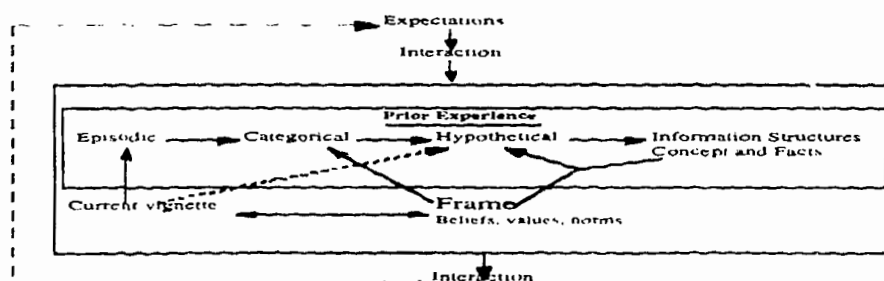 Expectations
Interaction
Prior Experience
Episodic Categorical Hypothetical Information Structures
Concept and Facts
Current vignette Frame
Beliefs, values, norms
Interaction